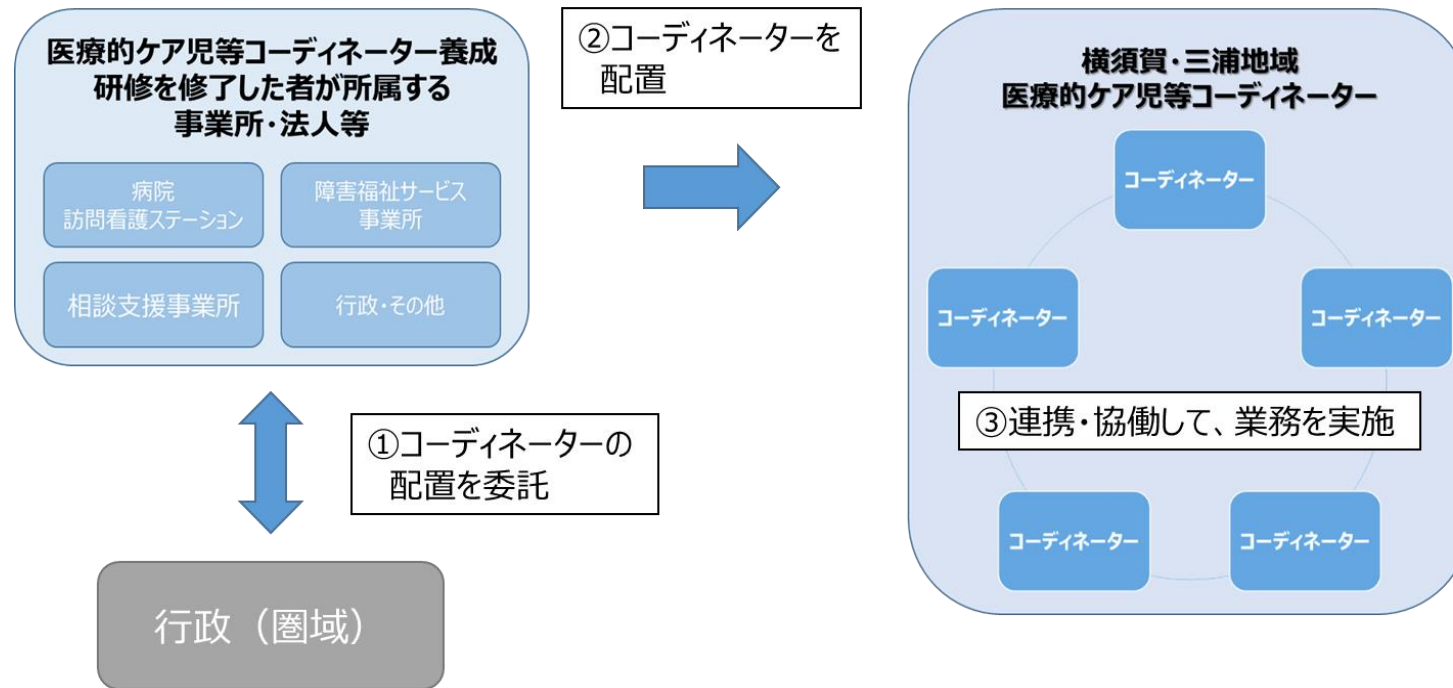 医療的ケア児等コーディネーター養成
研修を修了した者が所属する
事業所・法人等
病院
訪問看護ステーション
障害福祉サービス
事業所
相談支援事業所
行政・その他
①コーディネーターの
配置を委託
行政（圏域）
②コーディネーターを
配置
横須賀・三浦地域
医療的ケア児等コーディネーター
コーディネーター
コーディネーター
コーディネーター
③連携・協働して、業務を実施
コーディネーター
コーディネーター